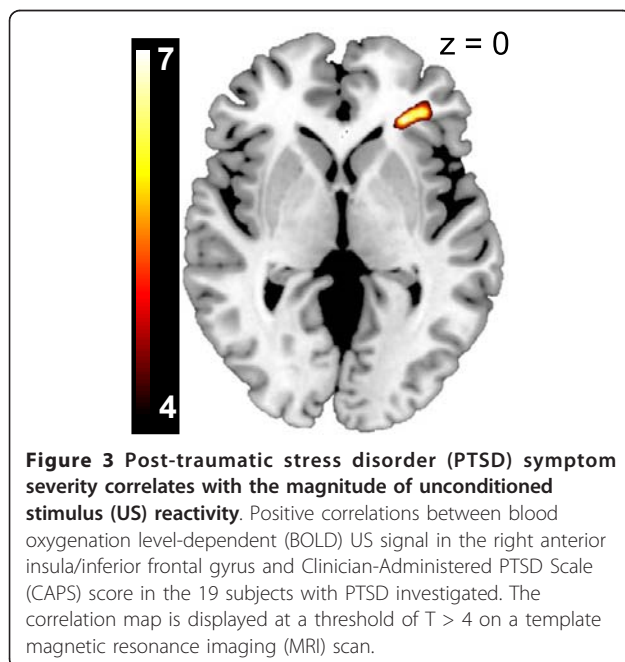 z = 0
7
4
Figure 3 Post-traumatic stress disorder (PTSD) symptom
severity correlates with the magnitude of unconditioned
stimulus (US) reactivity. Positive correlations between blood
oxygenation level-dependent (BOLD) US signal in the right anterior
insula/inferior frontal gyrus and Clinician-Administered PTSD Scale
(CAPS) score in the 19 subjects with PTSD investigated. The
correlation map is displayed at a threshold of T > 4 on a template
magnetic resonance imaging (MRI) scan.